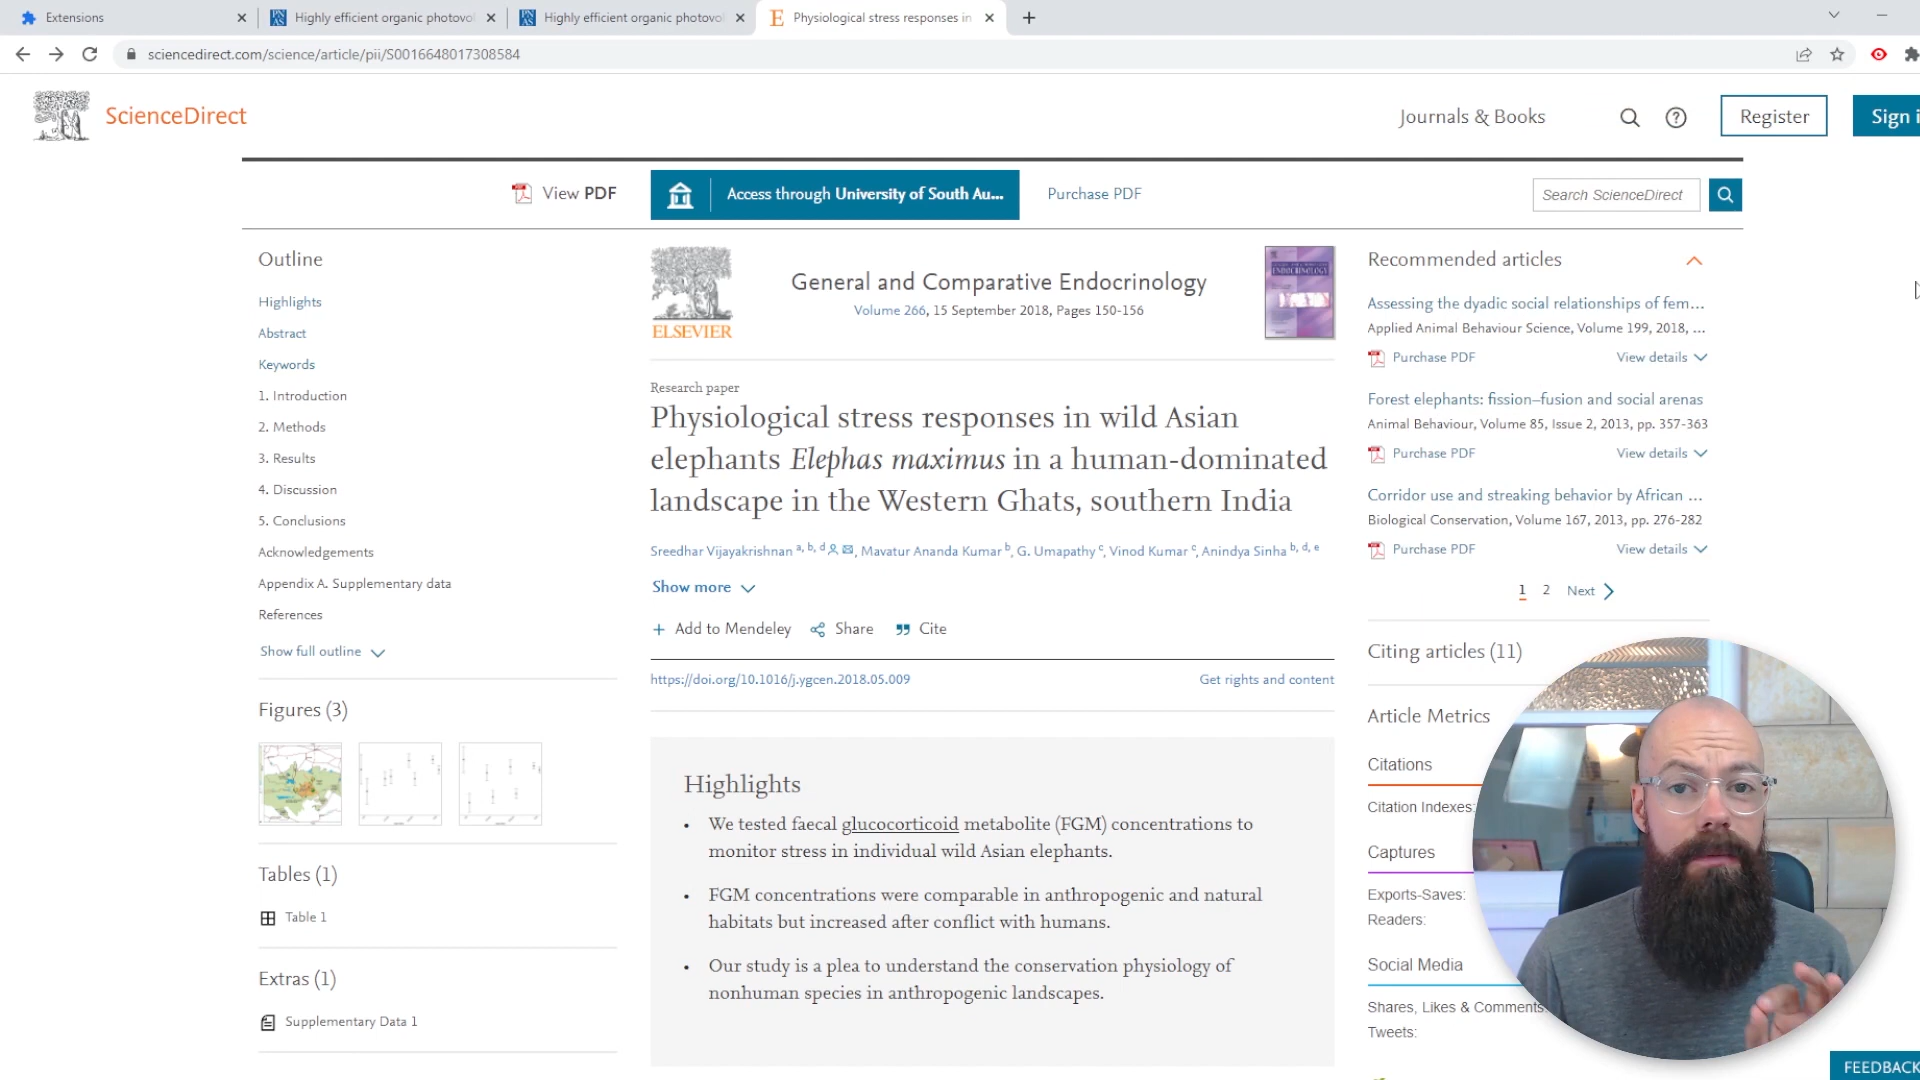 Extensions
Highly efficient organic photovo
Highly efficient organic photovo
Physiological stress responses in
sciencedirect.com/science/article/pii/S0016648017308584
ScienceDirect
Journals & Books
Register
Sign i
View PDF
Access through University of South Au...
Purchase PDF
Search ScienceDirect
Outline
Highlights
Abstract
Keywords
1. Introduction
2. Methods
3. Results
4. Discussion
5. Conclusions
Acknowledgements
Appendix A. Supplementary data
References
Show full outline
Figures (3)
Tables (1)
Table 1
Extras (1)
Supplementary Data 1
ELSEVIER
General and Comparative Endocrinology
Volume 266, 15 September 2018, Pages 150-156
ENDOCRINOLOGY
Research paper
Physiological stress responses in wild Asian
elephants Elephas maximus in a human-dominated
landscape in the Western Ghats, southern India
Sreedhar Vijayakrishnan a, b, d, Mavatur Ananda Kumar b, G. Umapathy c, Vinod Kumar c, Anindya Sinha b, d, e
Show more
Add to Mendeley
Share
Cite
https://doi.org/10.1016/j.ygcen.2018.05.009
Get rights and content
Highlights
• We tested faecal glucocorticoid metabolite (FGM) concentrations to
monitor stress in individual wild Asian elephants.
• FGM concentrations were comparable in anthropogenic and natural
habitats but increased after conflict with humans.
• Our study is a plea to understand the conservation physiology of
nonhuman species in anthropogenic landscapes.
Recommended articles
Assessing the dyadic social relationships of fem...
Applied Animal Behaviour Science, Volume 199, 2018, ...
Purchase PDF
View details
Forest elephants: fission–fusion and social arenas
Animal Behaviour, Volume 85, Issue 2, 2013, pp. 357-363
Purchase PDF
View details
Corridor use and streaking behavior by African ...
Biological Conservation, Volume 167, 2013, pp. 276-282
Purchase PDF
View details
1 2 Next
Citing articles (11)
Article Metrics
Citations
Citation Indexes:
Captures
Exports-Saves:
Readers:
Social Media
Shares, Likes & Comments:
Tweets:
FEEDBACK